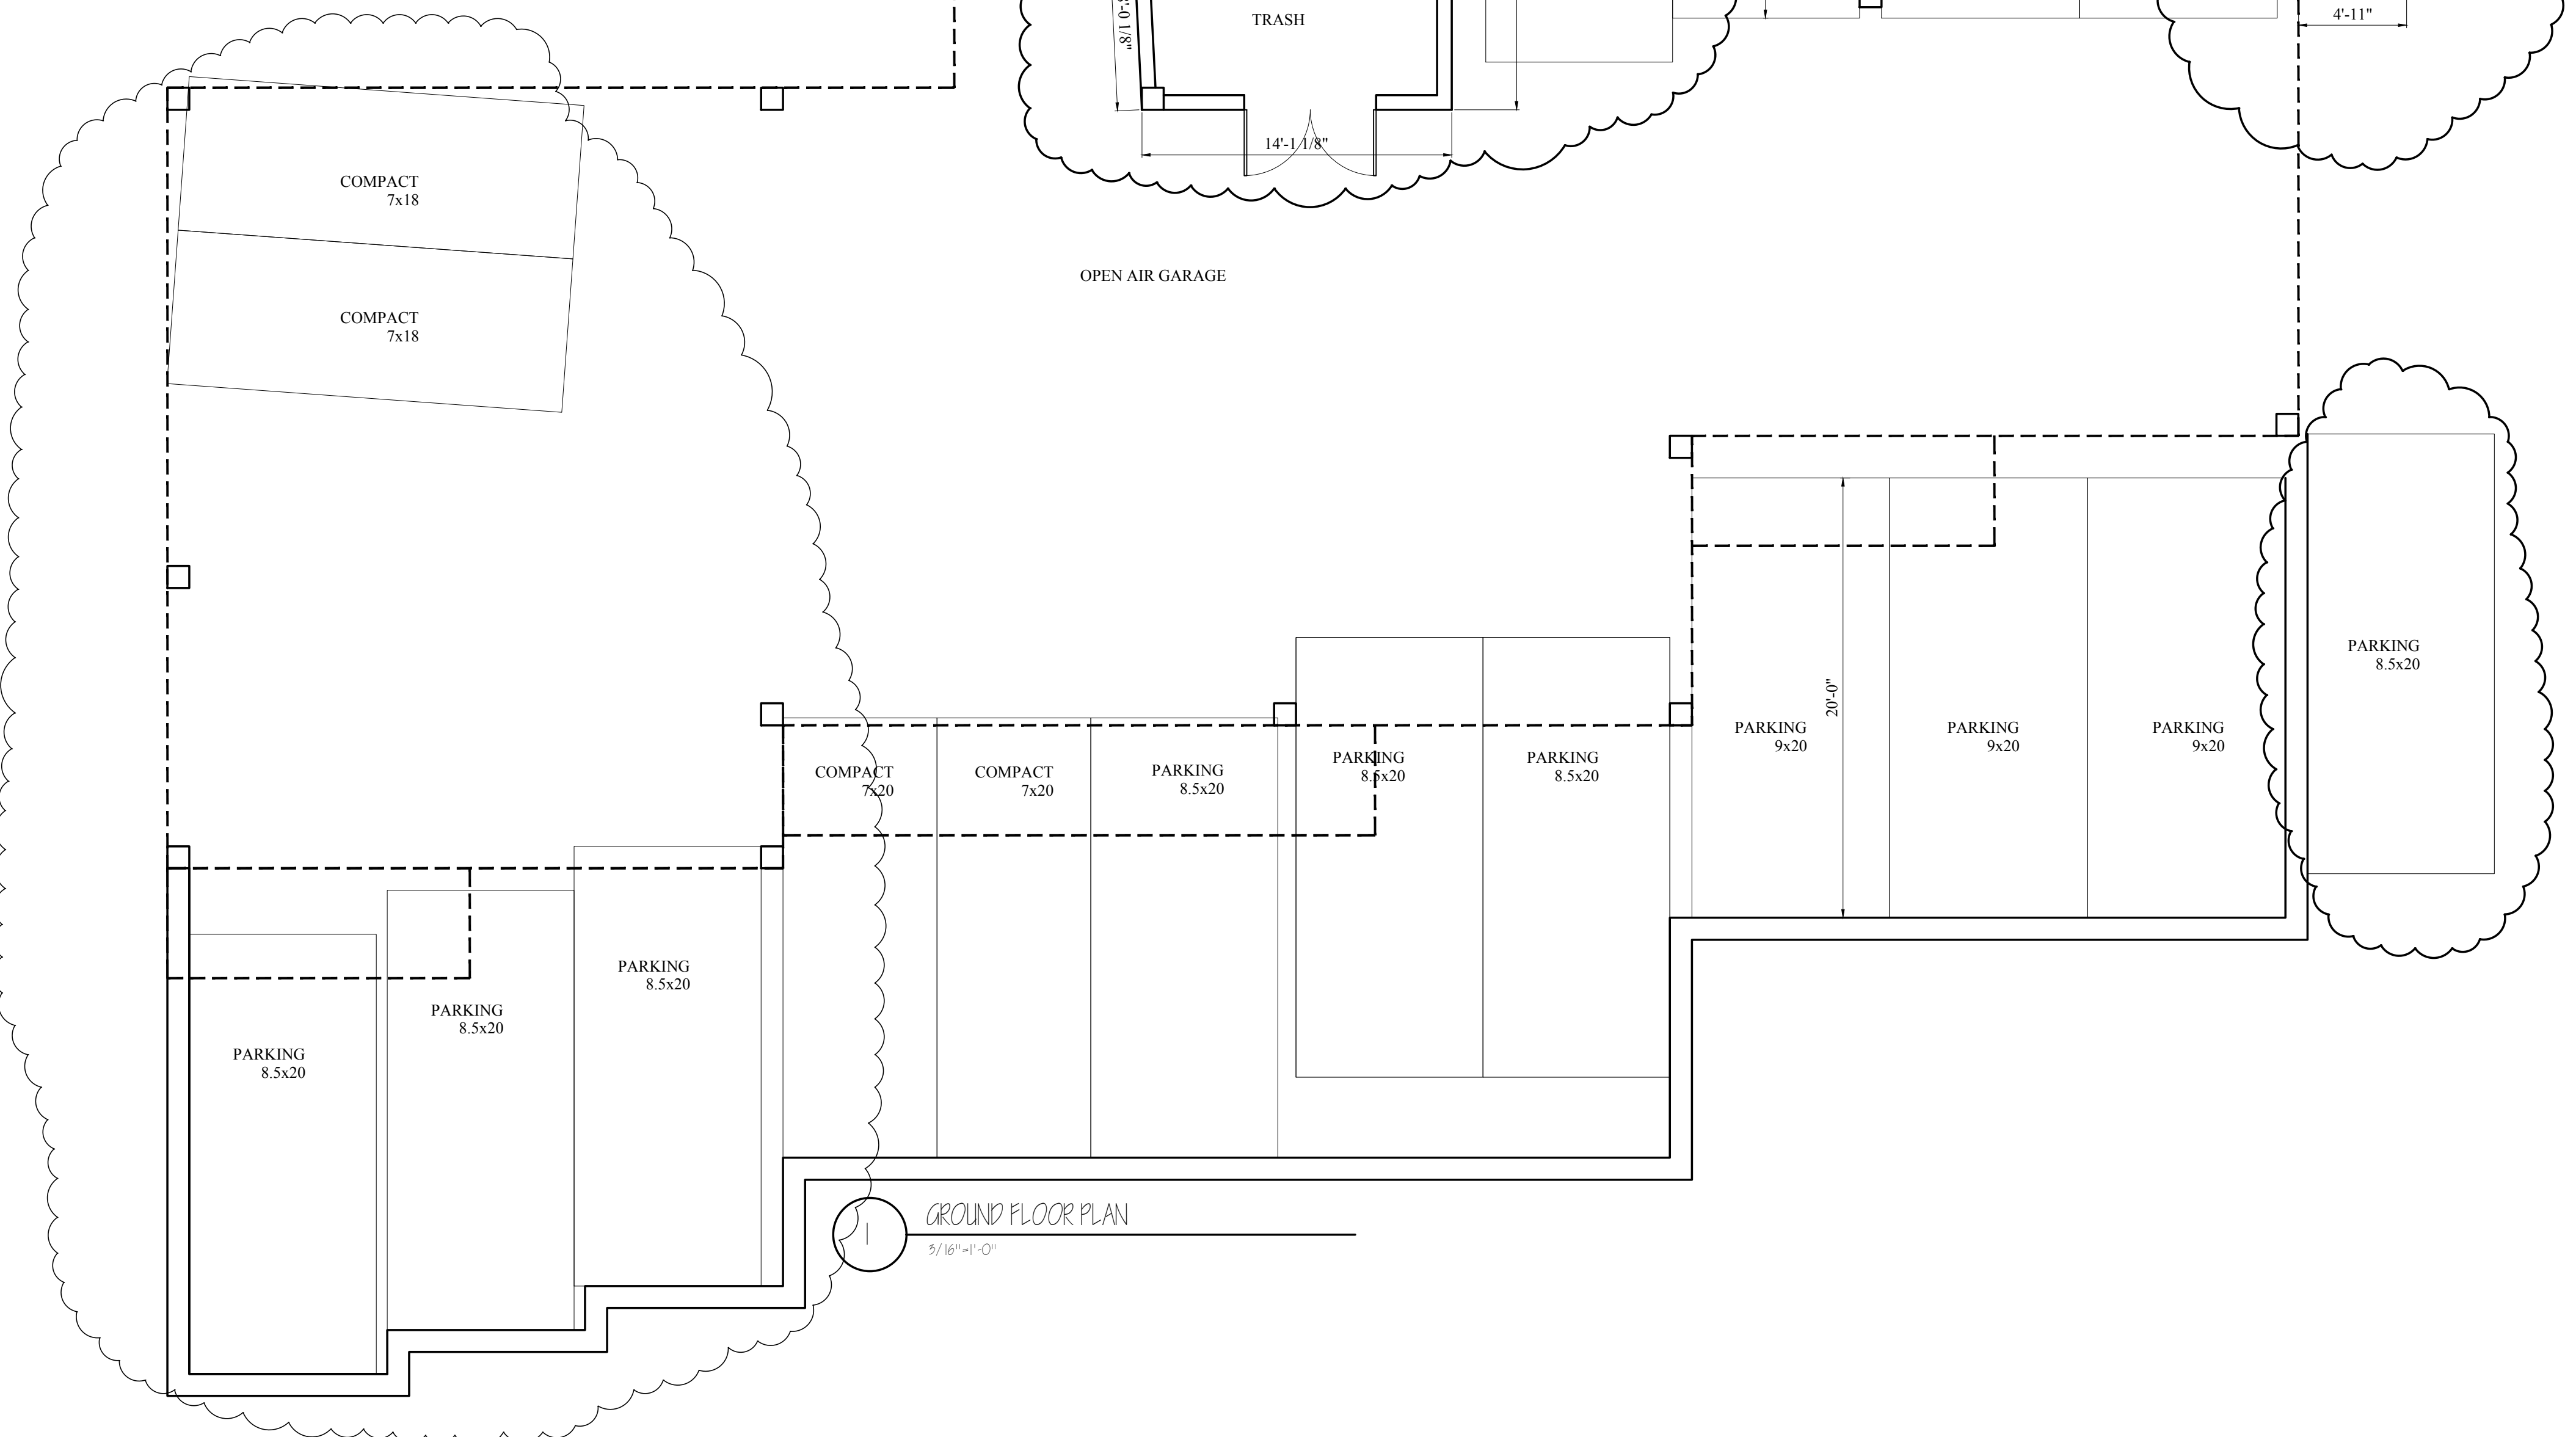 TRASH
4'-11"
14'-1 1/8"
COMPACT
7x18
OPEN AIR GARAGE
COMPACT
7x18
PARKING
8.5x20
20'-0"
PARKING
9x20
PARKING
9x20
PARKING
9x20
COMPACT
7x20
COMPACT
7x20
PARKING
8.5x20
PARKING
8.5x20
PARKING
8.5x20
PARKING
8.5x20
PARKING
8.5x20
PARKING
8.5x20
1
GROUND FLOOR PLAN
3/16"=1'-0"